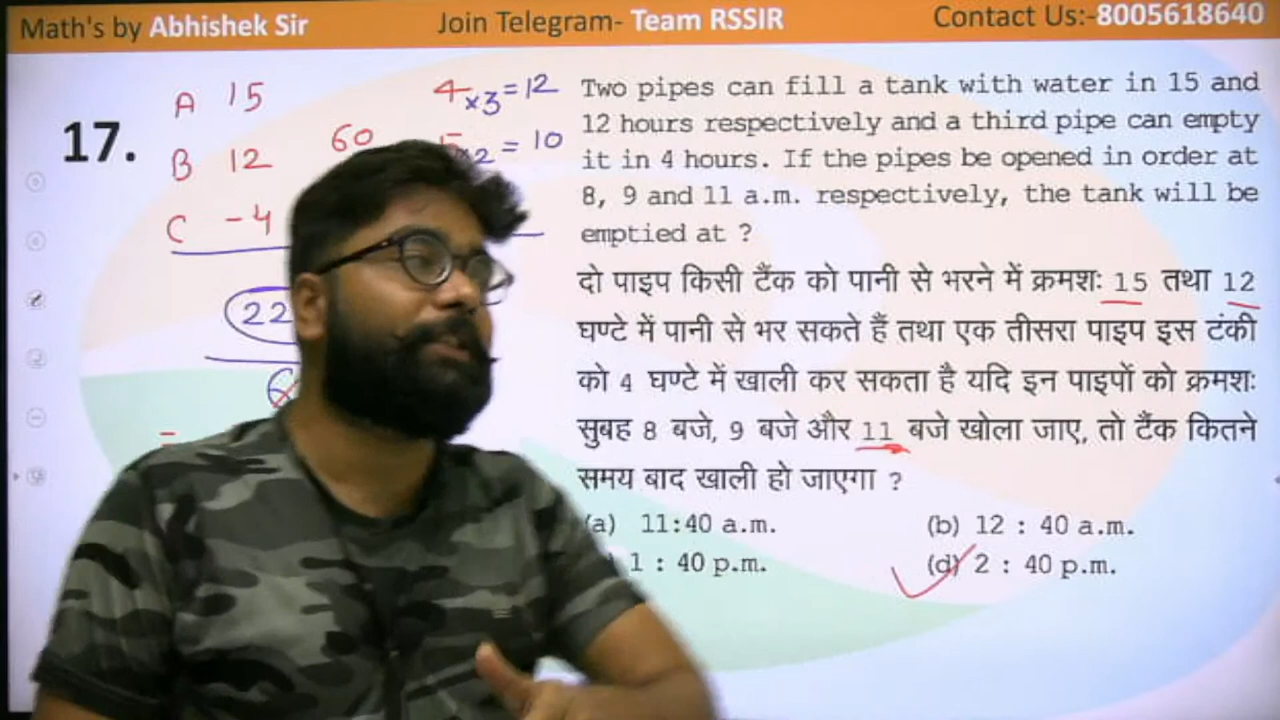 Math's by Abhishek Sir
Join Telegram- Team RSSIR
Contact Us:-8005618640
17.
A 15
B 12
C -4
60
4 x3 = 12
x2 = 10
22
Two pipes can fill a tank with water in 15 and
12 hours respectively and a third pipe can empty
it in 4 hours. If the pipes be opened in order at
8, 9 and 11 a.m. respectively, the tank will be
emptied at ?
दो पाइप किसी टैंक को पानी से भरने में क्रमशः 15 तथा 12
घण्टे में पानी से भर सकते हैं तथा एक तीसरा पाइप इस टंकी
को 4 घण्टे में खाली कर सकता है यदि इन पाइपों को क्रमशः
सुबह 8 बजे, 9 बजे और 11 बजे खोला जाए, तो टैंक कितने
समय बाद खाली हो जाएगा ?
(a) 11:40 a.m.
(b) 12 : 40 a.m.
1 : 40 p.m.
(d) 2 : 40 p.m.